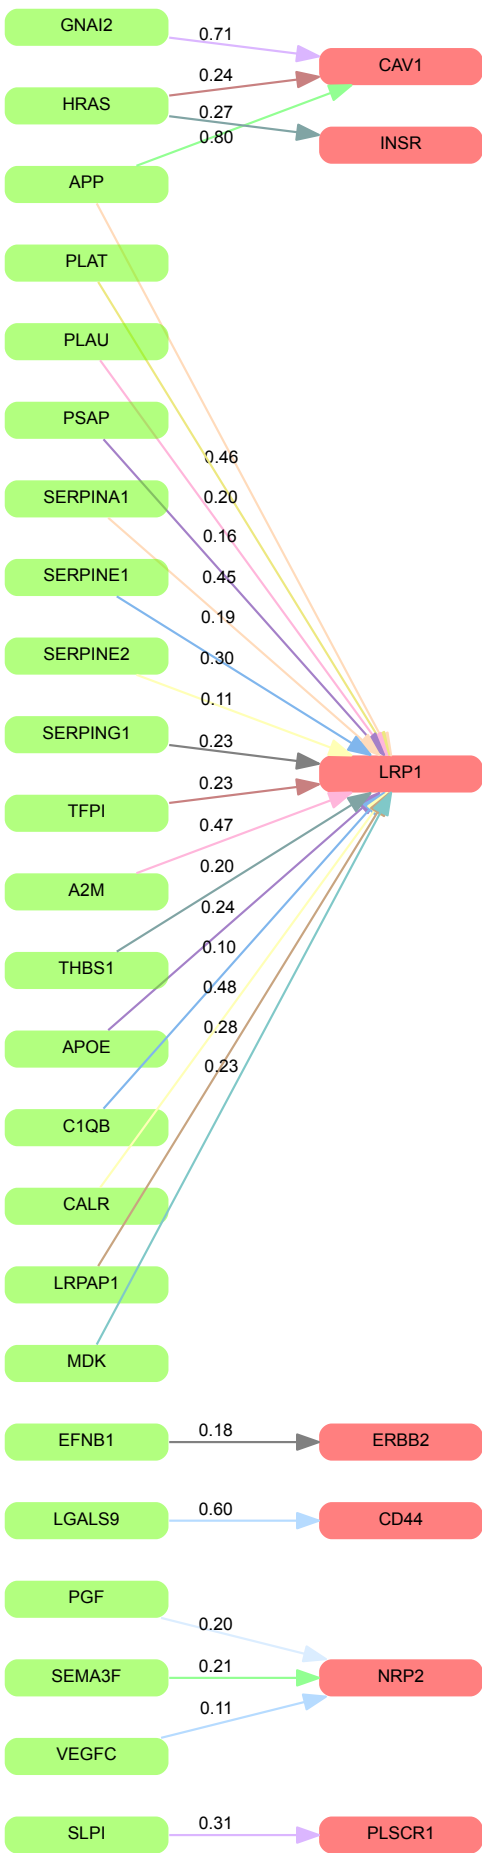 GNAI2
0.71
CAV1
0.24
HRAS
0.27
0.80
INSR
APP
PLAT
PLAU
PSAP
0.46
SERPINA1
0.20
0.16
SERPINE1
0.45
0.19
SERPINE2
0.30
0.11
SERPING1
0.23
LRP1
0.23
TFPI
0.47
A2M
0.20
0.24
THBS1
0.10
0.48
0.28
APOE
0.23
C1QB
CALR
LRPAP1
MDK
EFNB1
0.18
ERBB2
LGALS9
0.60
CD44
PGF
0.20
SEMA3F
0.21
NRP2
0.11
VEGFC
SLPI
0.31
PLSCR1